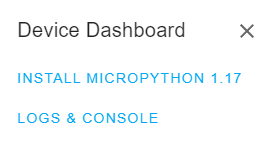 Device Dashboard
INSTALL MICROPYTHON 1.17
LOGS & CONSOLE